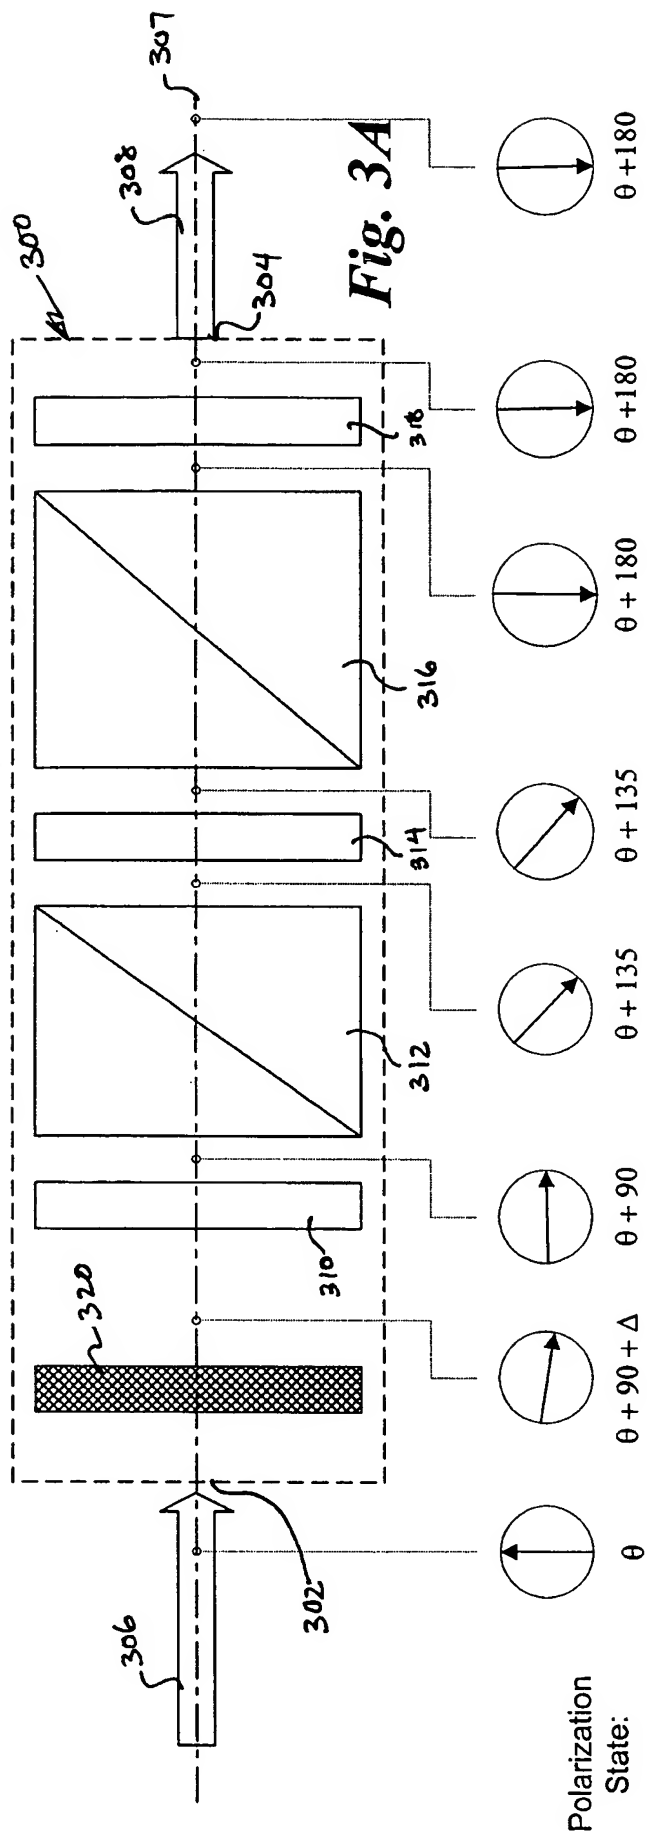 300
306
320
308
307
302
310
312
314
316
318
304
Fig. 3A
Polarization
State:
θ
θ + 90 + Δ
θ + 90
θ + 135
θ + 135
θ + 180
θ +180
θ +180